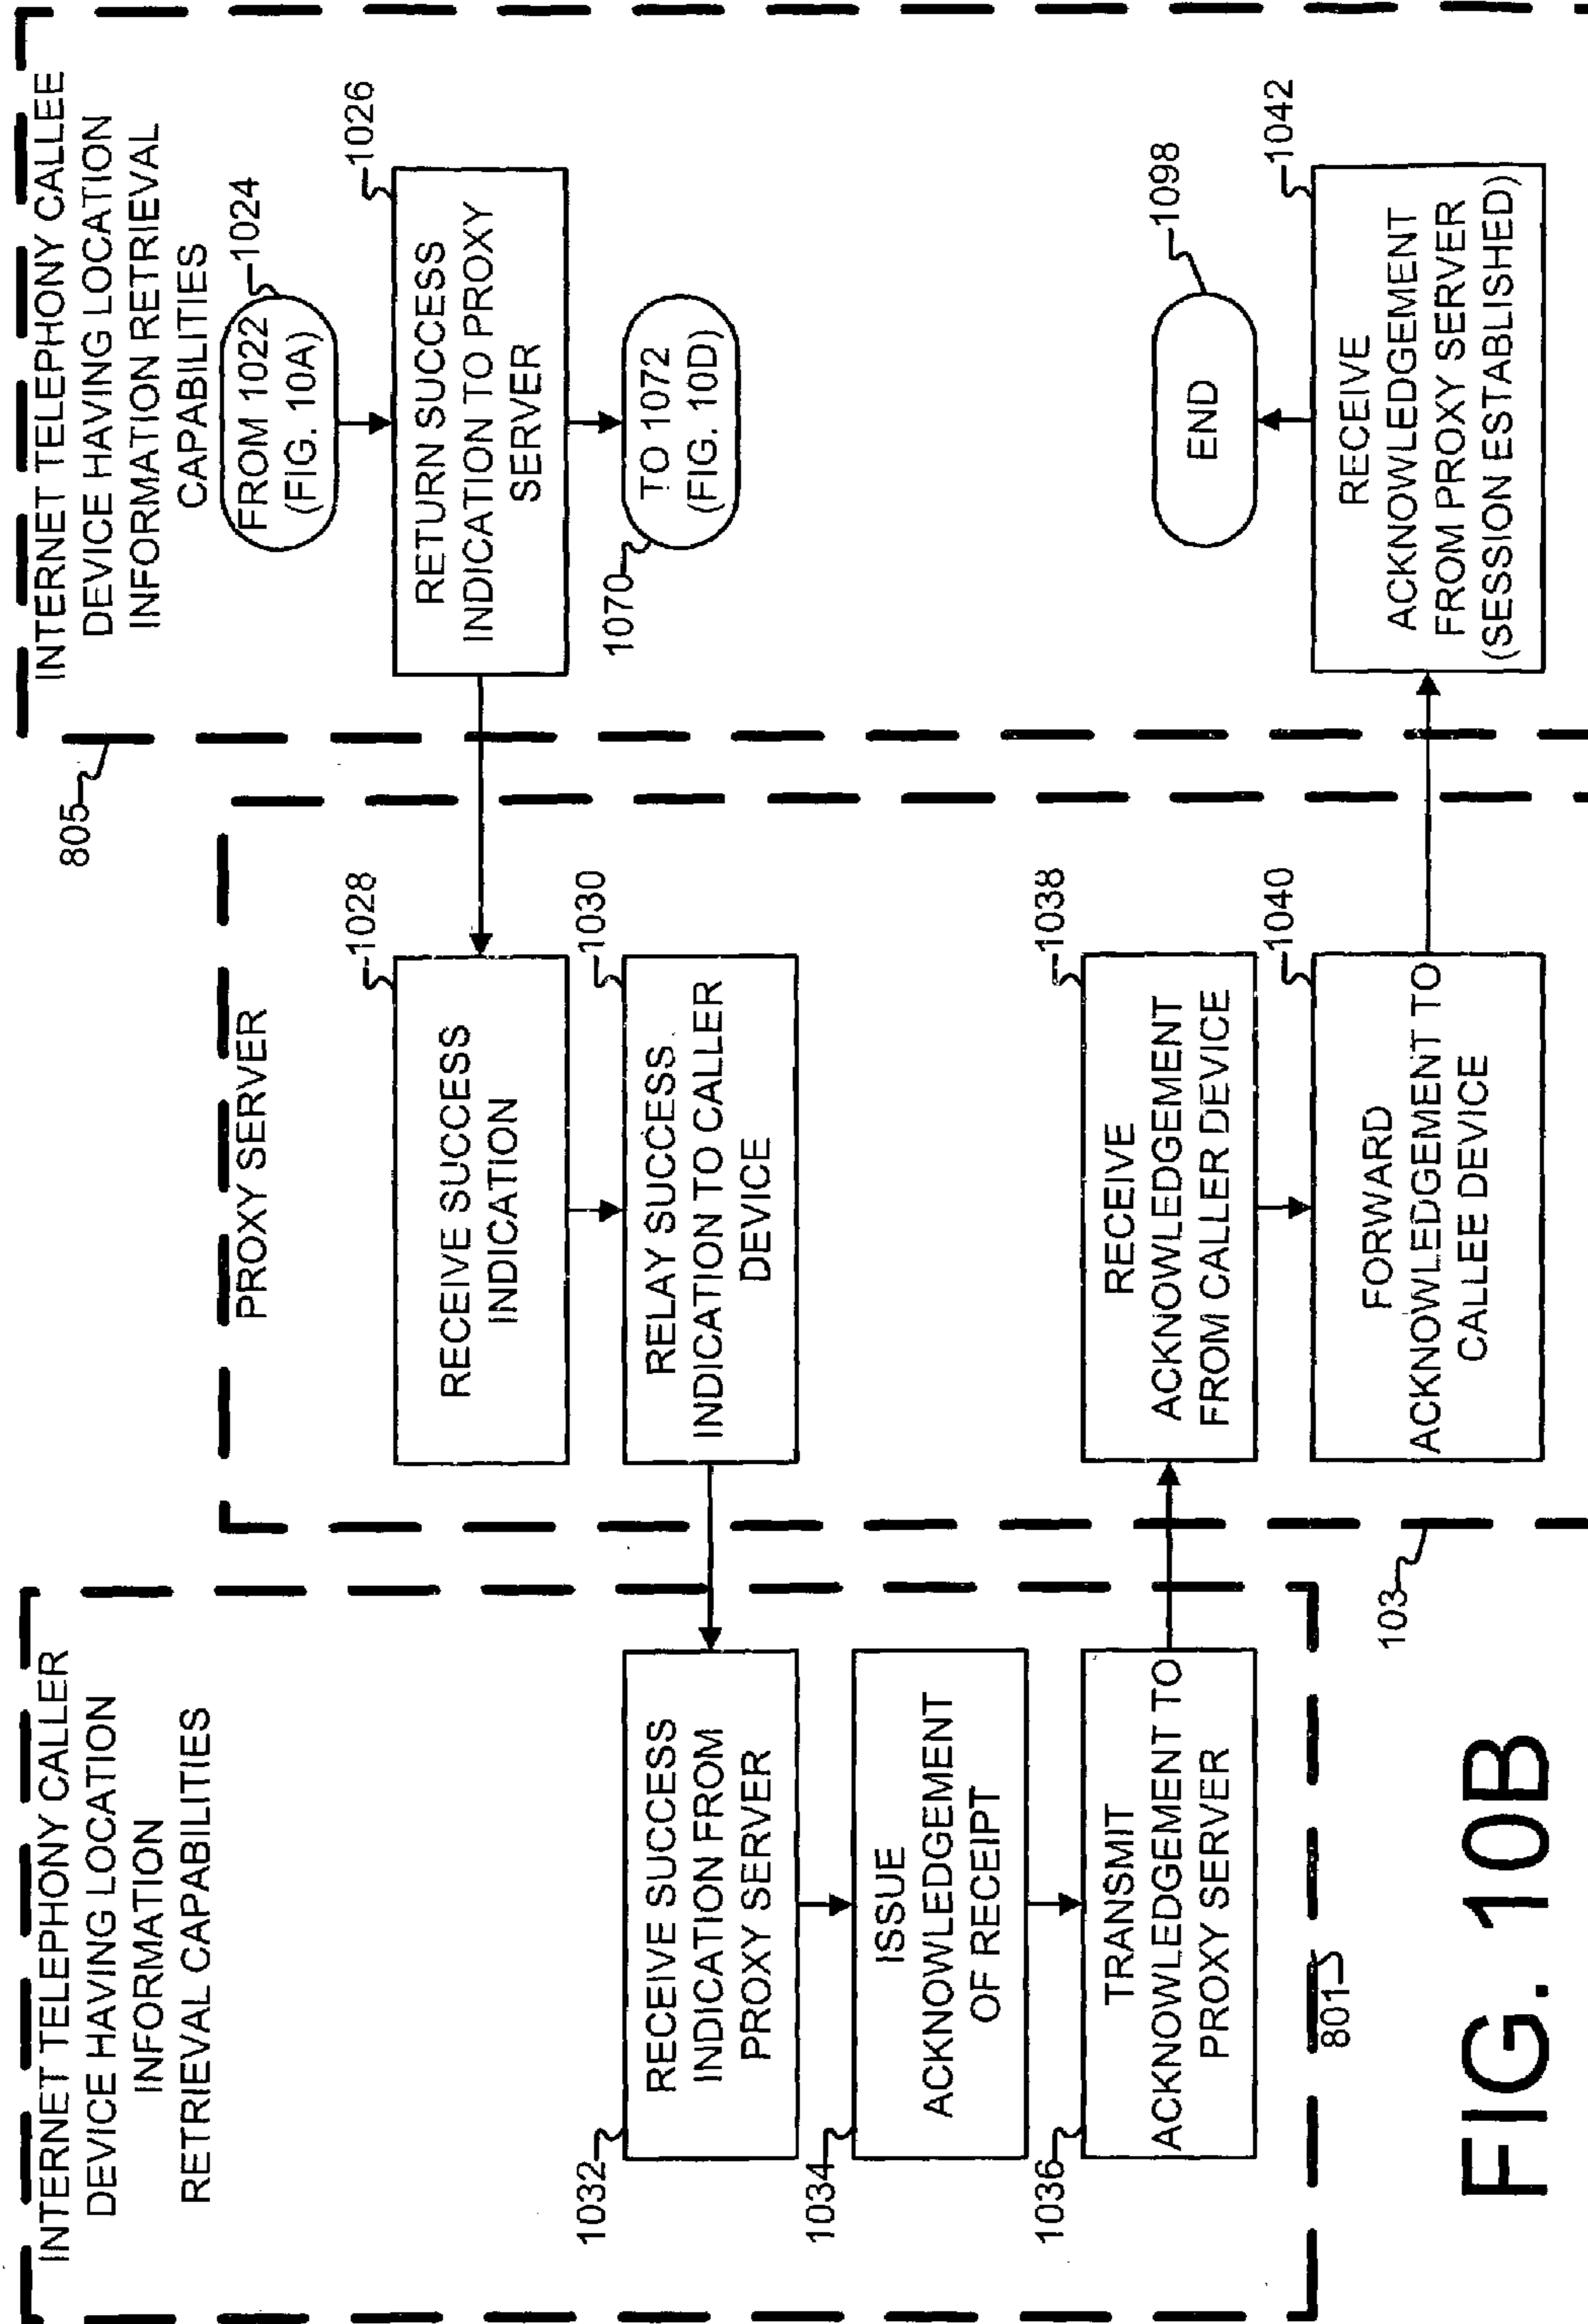 INTERNET TELEPHONY CALLER
DEVICE HAVING LOCATION
INFORMATION
RETRIEVAL CAPABILITIES
1032
RECEIVE SUCCESS
INDICATION FROM
PROXY SERVER
1034
ISSUE
ACKNOWLEDGEMENT
OF RECEIPT
1036
TRANSMIT
ACKNOWLEDGEMENT TO
PROXY SERVER
801
PROXY SERVER
1028
RECEIVE SUCCESS
INDICATION
1030
RELAY SUCCESS
INDICATION TO CALLER
DEVICE
1038
RECEIVE
ACKNOWLEDGEMENT
FROM CALLER DEVICE
1040
FORWARD
ACKNOWLEDGEMENT TO
CALLEE DEVICE
103
805
INTERNET TELEPHONY CALLEE
DEVICE HAVING LOCATION
INFORMATION RETRIEVAL
CAPABILITIES
1024
FROM 1022
(FIG. 10A)
1026
RETURN SUCCESS
INDICATION TO PROXY
SERVER
1070
TO 1072
(FIG. 10D)
1098
END
1042
RECEIVE
ACKNOWLEDGEMENT
FROM PROXY SERVER
(SESSION ESTABLISHED)
FIG. 10B